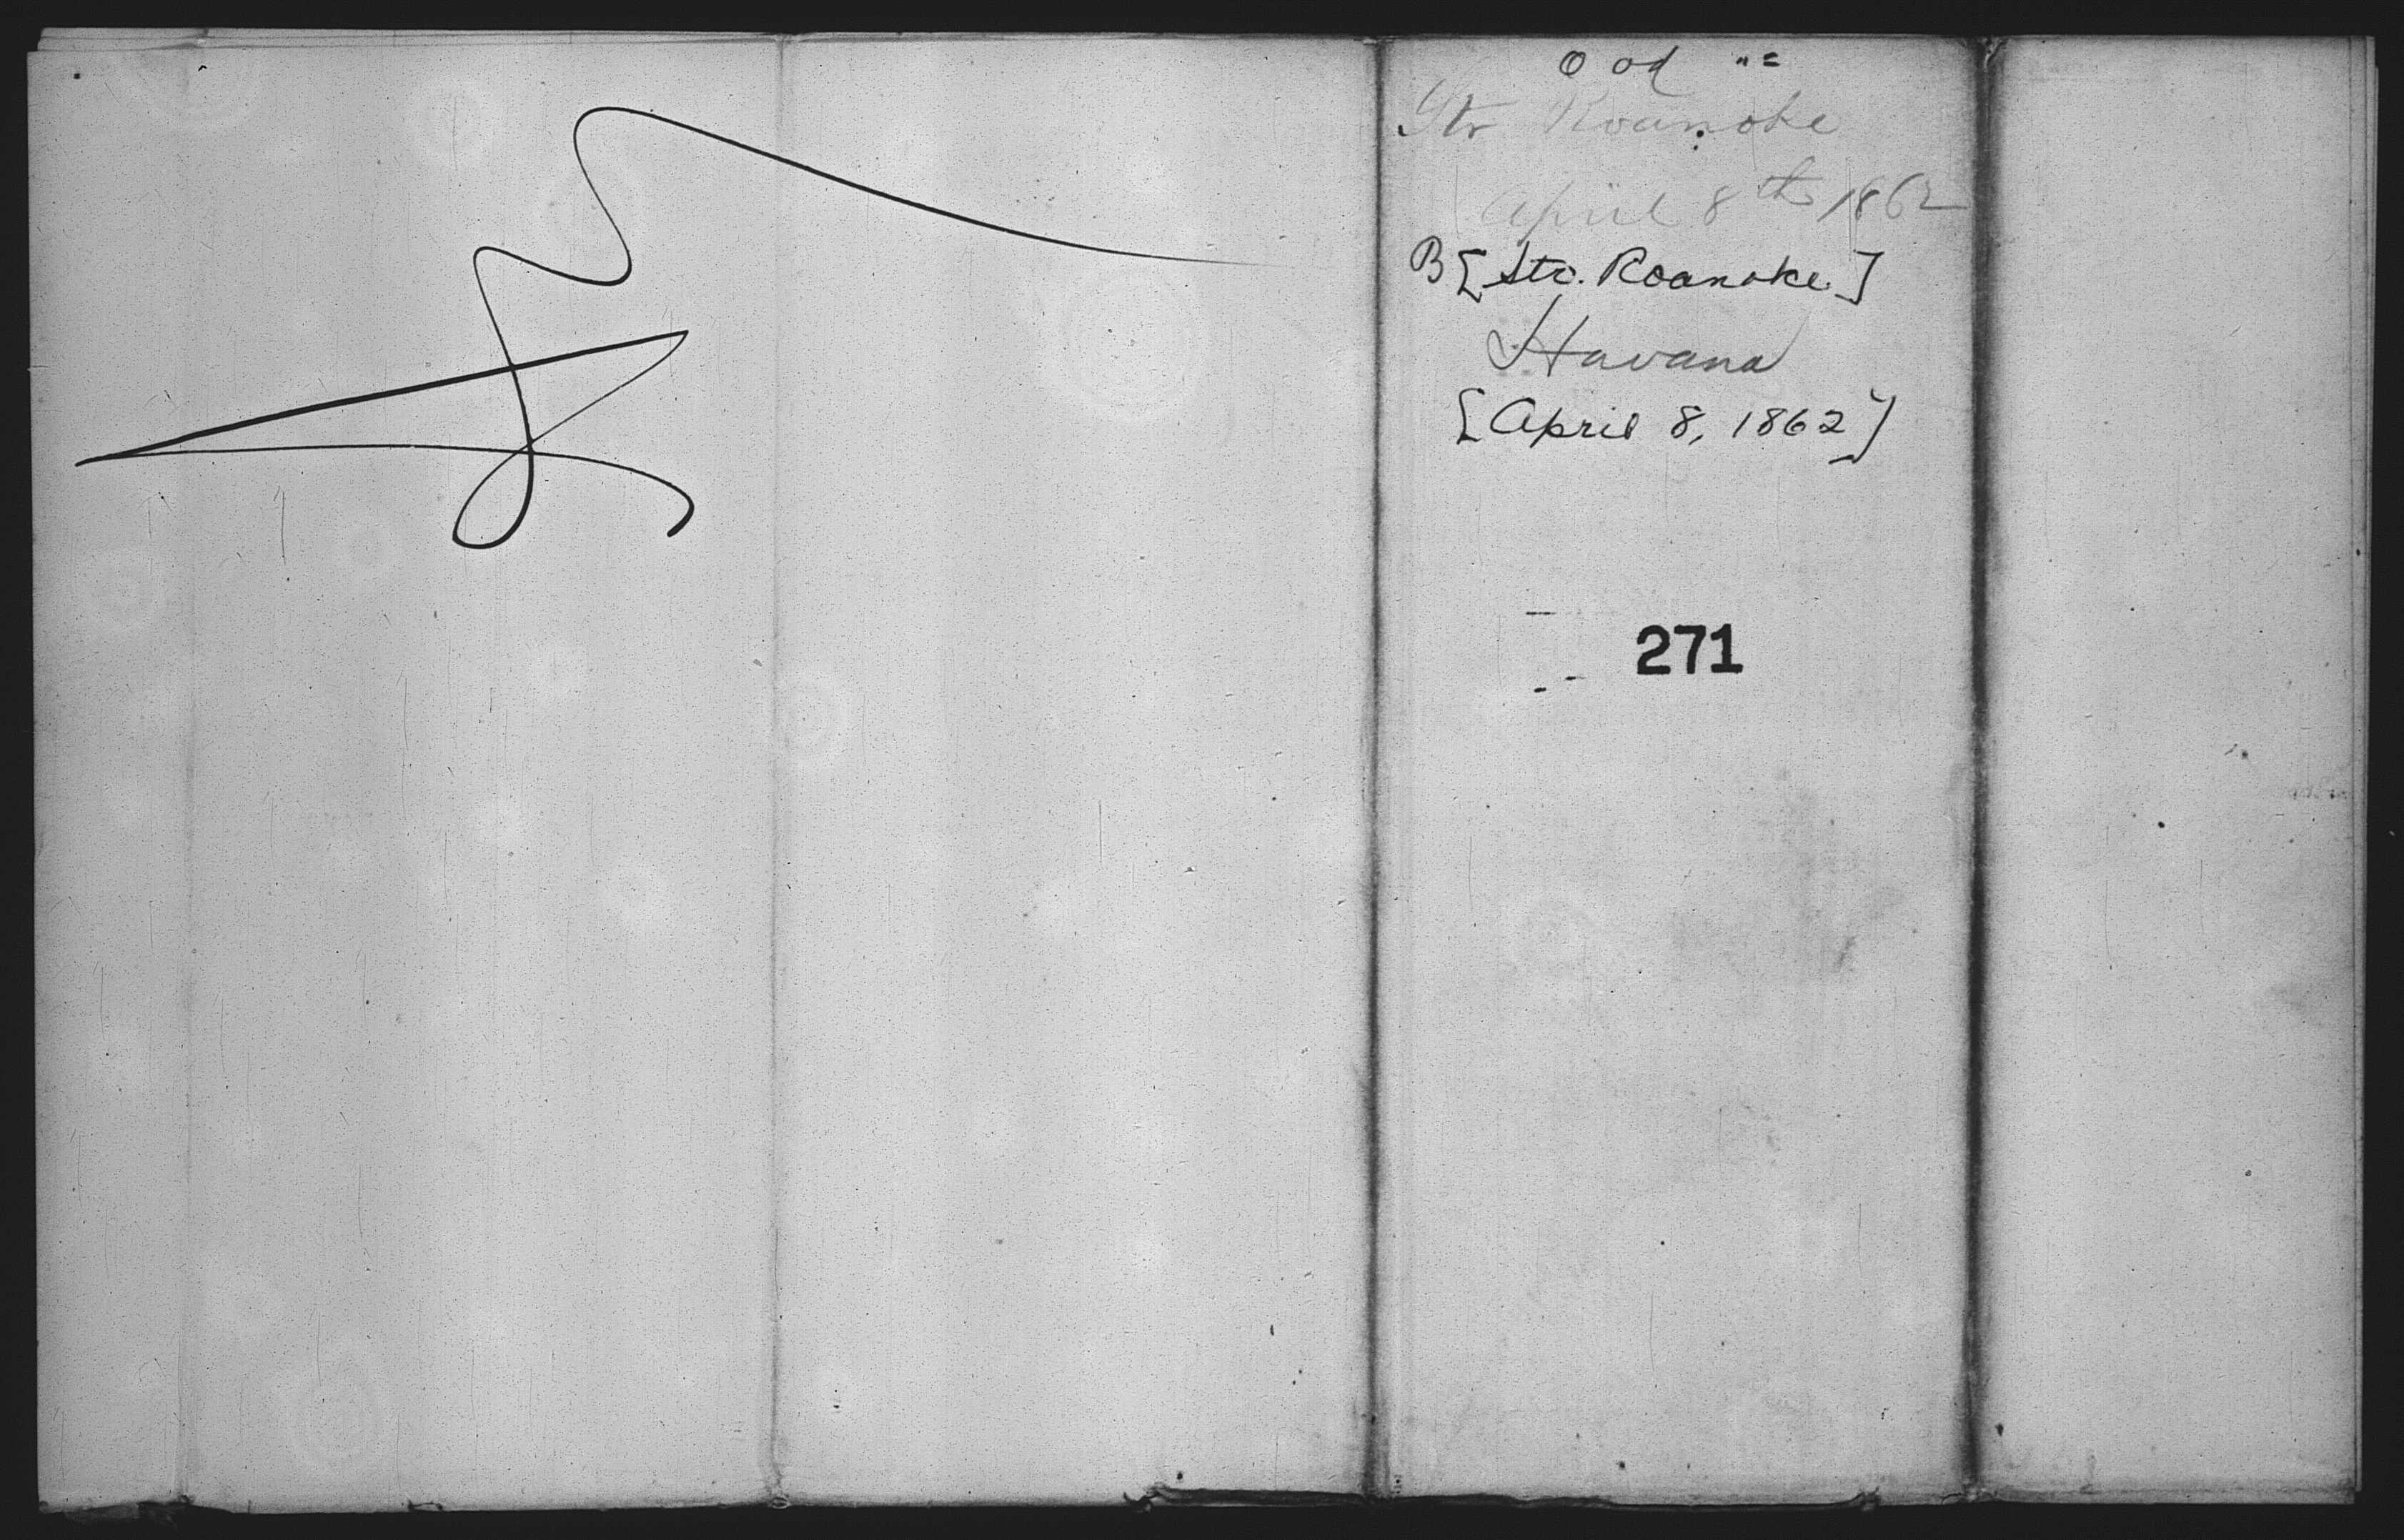 Str Roanoke
April 8th 1862
B [Str. Roanoke]
Havana
[April 8, 1862]
271